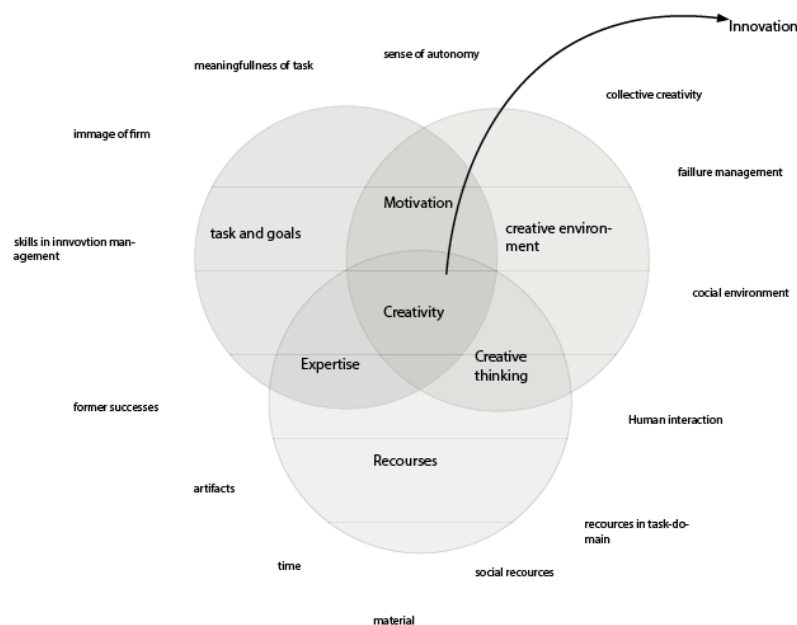 Innovation
sense of autonomy
meaningfullness of task
collective creativity
immage of firm
faillure management
Motivation
task and goals
creative environ-
ment
skills in innvovtion man-
agement
cocial environment
Creativity
Expertise
Creative
thinking
former successes
Human interaction
Recourses
artifacts
recources in task-do-
main
time
social recources
material